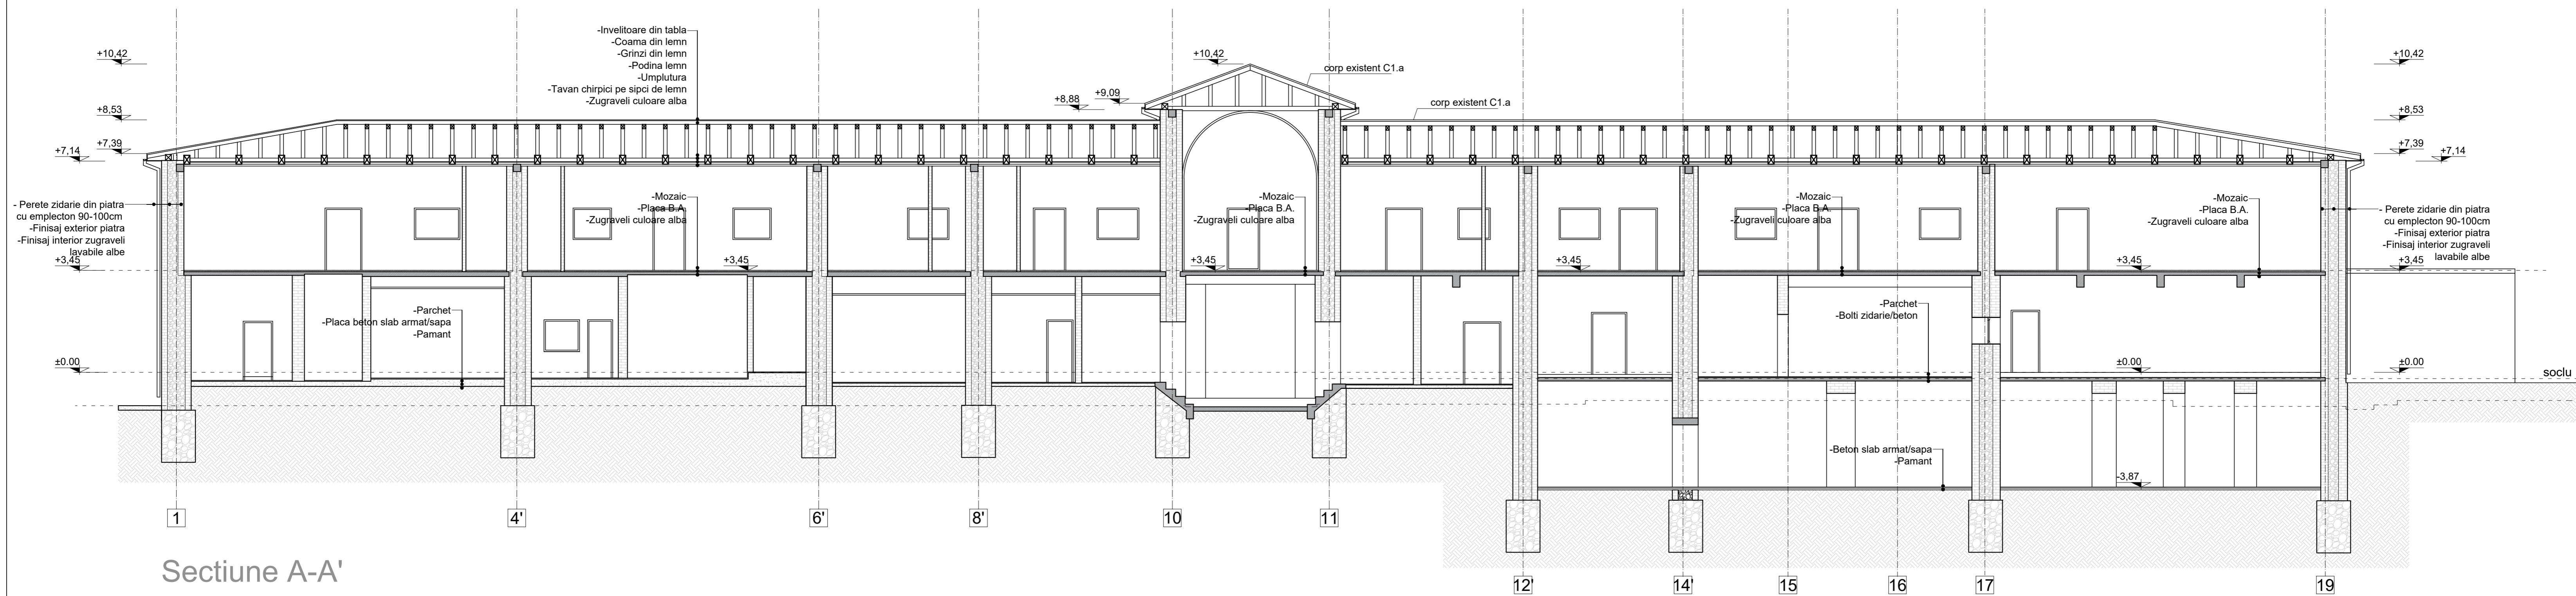 -Invelitoare din tabla
-Coama din lemn
-Grinzi din lemn
-Podina lemn
-Umplutura
-Tavan chirpici pe sipci de lemn
-Zugraveli culoare alba
+10,42
+8,53
+7,39
+7,14
+10,42
+9,09
+8,88
corp existent C1.a
corp existent C1.a
+10,42
+8,53
+7,39
+7,14
- Perete zidarie din piatra
cu emplecton 90-100cm
-Finisaj exterior piatra
-Finisaj interior zugraveli
lavabile albe
+3,45
-Mozaic
-Placa B.A.
-Zugraveli culoare alba
+3,45
-Mozaic
-Placa B.A.
-Zugraveli culoare alba
+3,45
+3,45
-Mozaic
-Placa B.A.
-Zugraveli culoare alba
-Mozaic
-Placa B.A.
-Zugraveli culoare alba
+3,45
- Perete zidarie din piatra
cu emplecton 90-100cm
-Finisaj exterior piatra
-Finisaj interior zugraveli
lavabile albe
+3,45
-Parchet
-Placa beton slab armat/sapa
-Pamant
-Parchet
-Bolti zidarie/beton
±0.00
±0.00
±0.00
soclu
-Beton slab armat/sapa
-Pamant
-3,87
1
4'
6'
8'
10
11
12'
14'
15
16
17
19
Sectiune A-A'